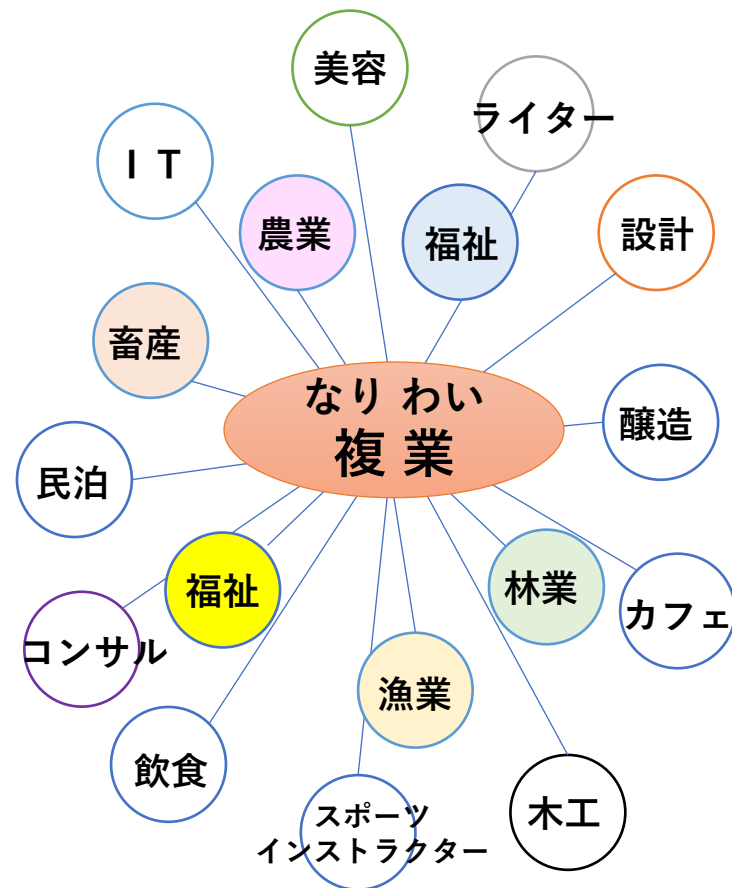 美容
ライター
ＩＴ
農業
福祉
設計
畜産
なり わい
複 業
醸造
民泊
福祉
林業
カフェ
コンサル
漁業
飲食
スポーツ
インストラクター
木工